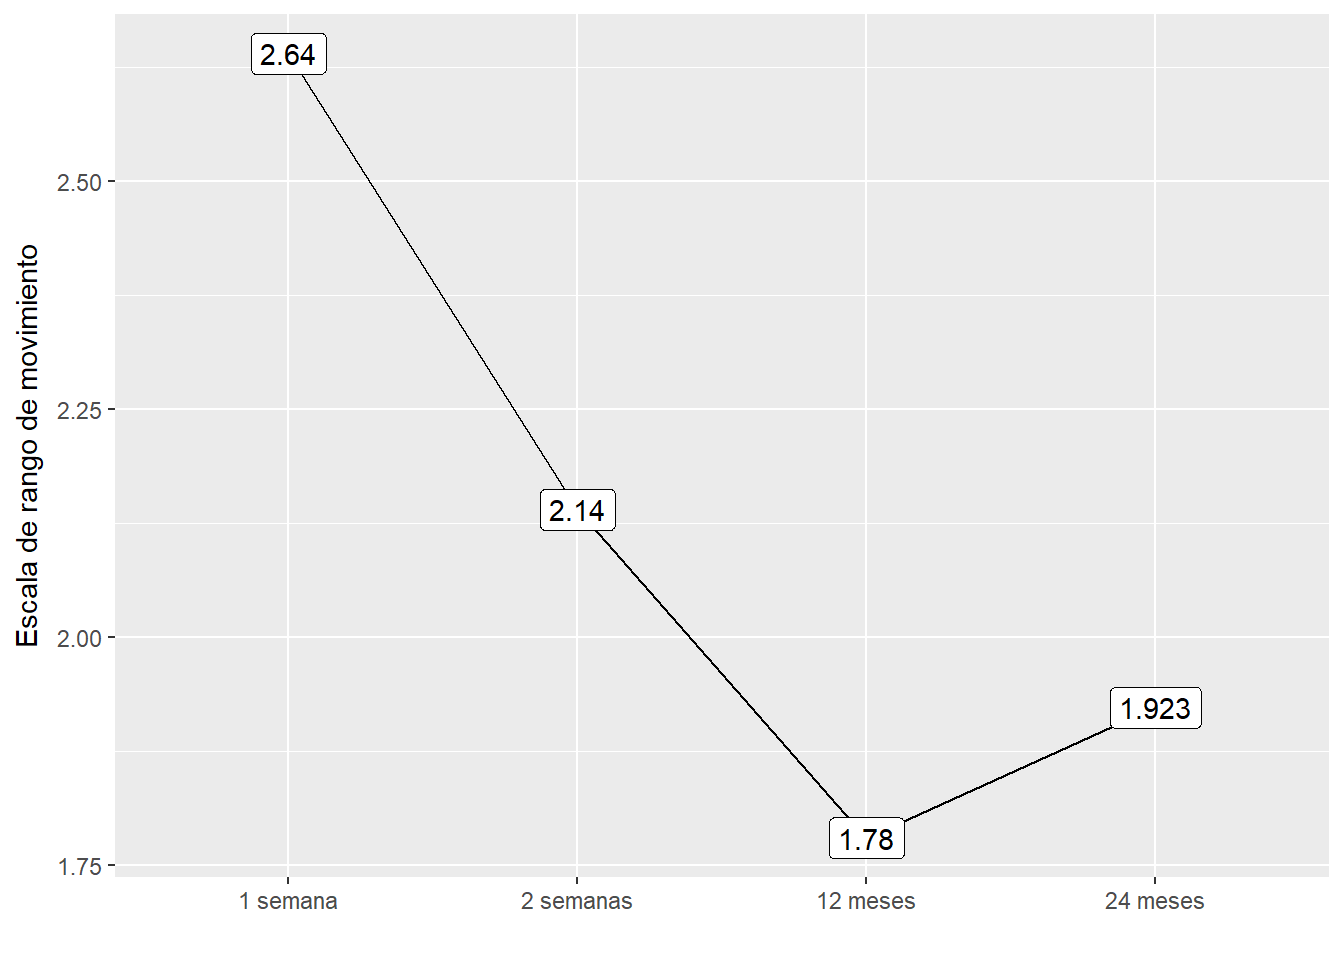 Escala de rango de movimiento
2.50
2.25
2.00
1.75
2.64
2.14
1.78
1.923
1 semana
2 semanas
12 meses
24 meses